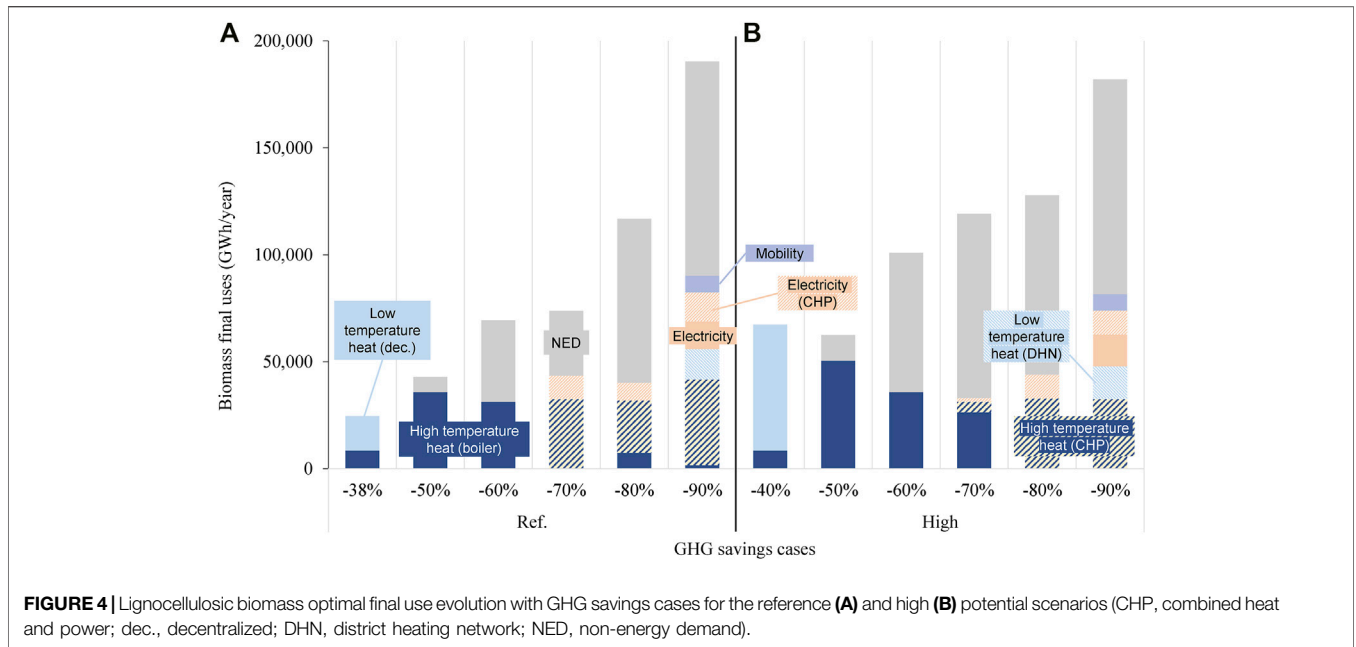 A
B
200,000
150,000
100,000
50,000
0
Biomass final uses (GWh/year)
Low
temperature
heat (dec.)
High temperature
heat (boiler)
NED
Mobility
Electricity
(CHP)
Electricity
Low
temperature
heat (DHN)
High temperature
heat (CHP)
-38% -50% -60% -70% -80% -90% -40% -50% -60% -70% -80% -90%
Ref. High
GHG savings cases
FIGURE 4 | Lignocellulosic biomass optimal final use evolution with GHG savings cases for the reference (A) and high (B) potential scenarios (CHP, combined heat
and power; dec., decentralized; DHN, district heating network; NED, non-energy demand).